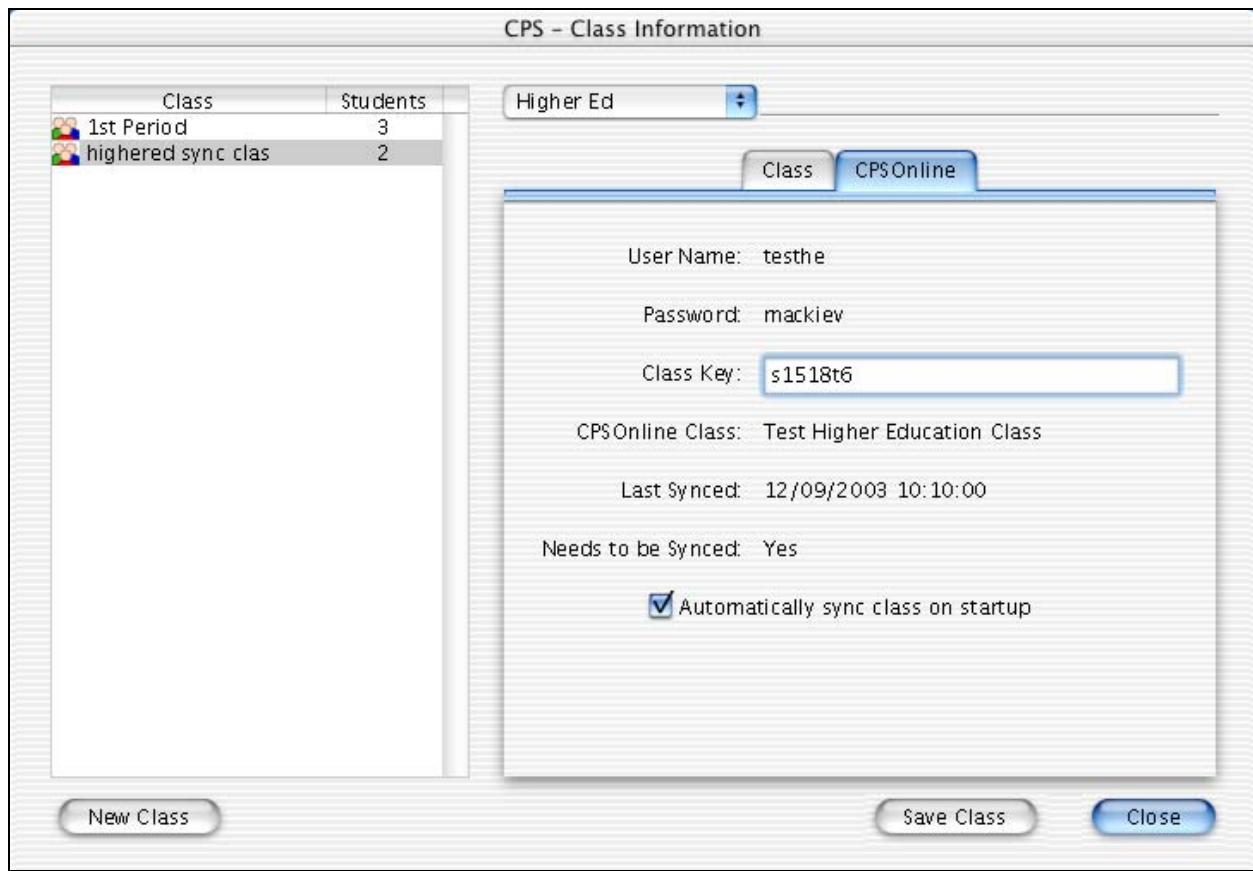 CPS – Class Information
Class Students
1st Period 3
highered sync clas 2
Higher Ed
Class CPSOnline
User Name: testhe
Password: mackiev
Class Key: s1518t6
CPSOnline Class: Test Higher Education Class
Last Synced: 12/09/2003 10:10:00
Needs to be Synced: Yes
Automatically sync class on startup
New Class Save Class Close